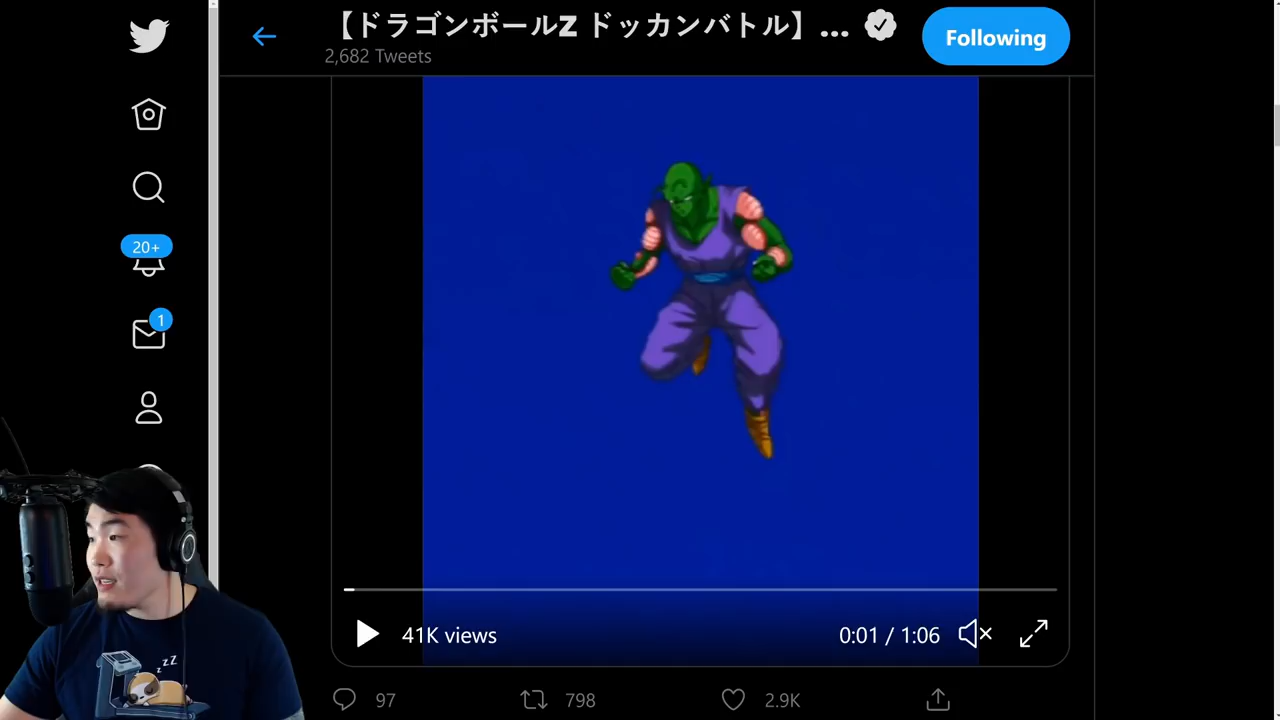 【ドラゴンボールZ ドッカンバトル】...
Following
2,682 Tweets
20+
1
zZZ
41K views
0:01 / 1:06
97
798
2.9K